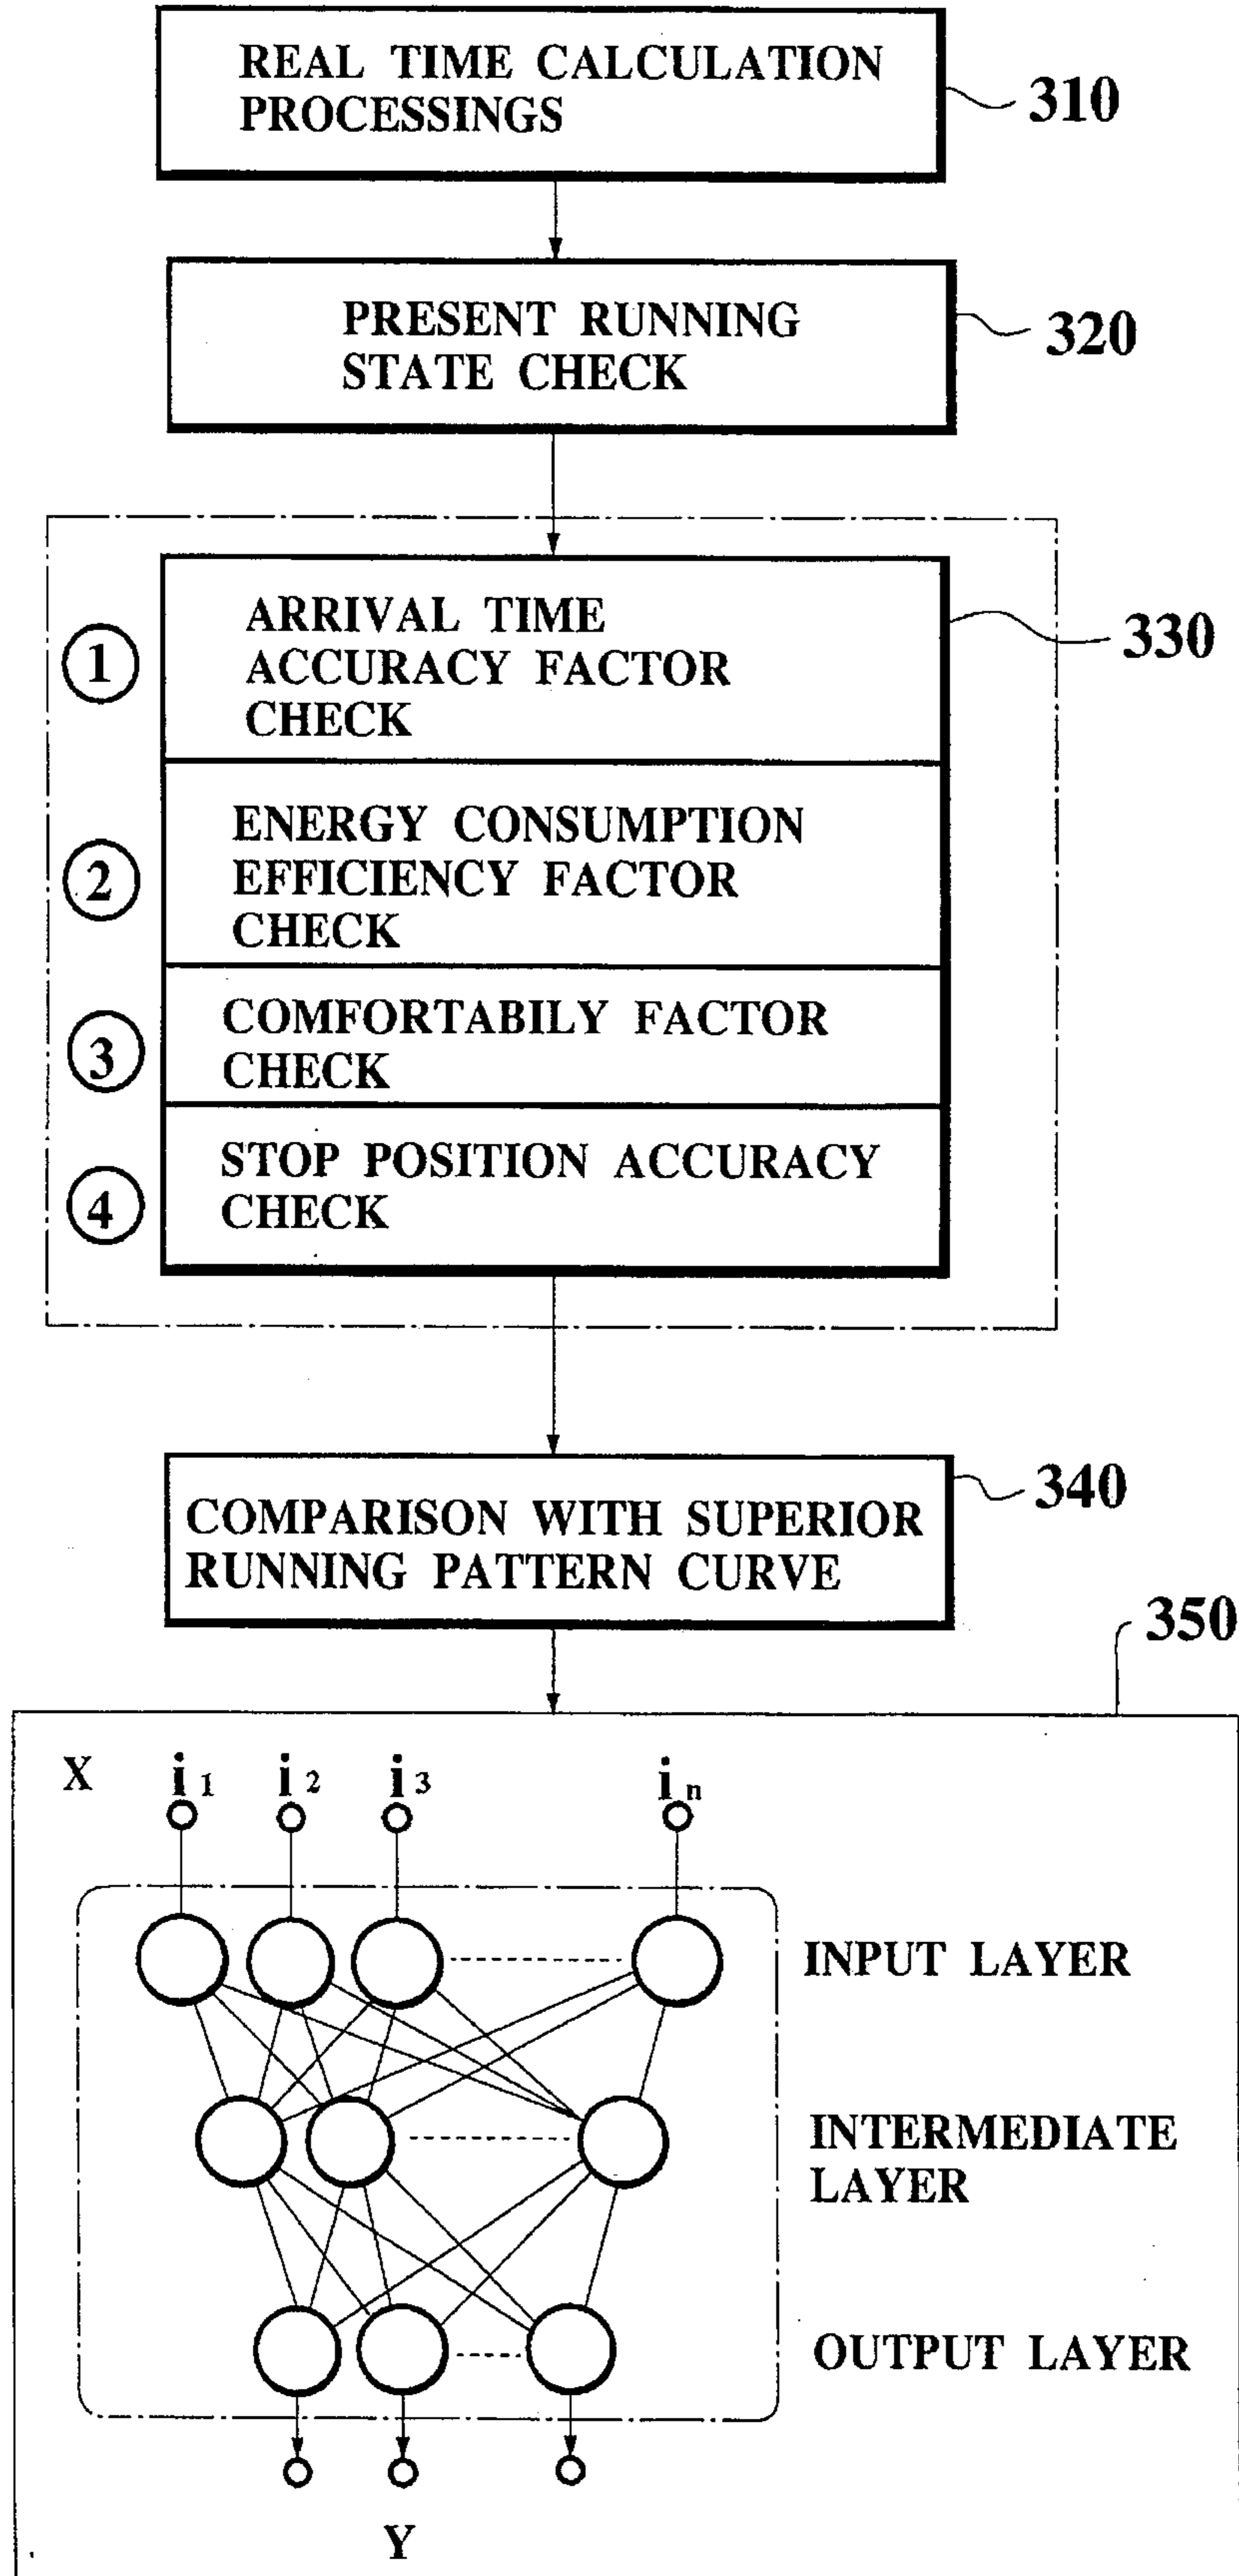 REAL TIME CALCULATION
PROCESSINGS
310
PRESENT RUNNING
STATE CHECK
320
1
ARRIVAL TIME
ACCURACY FACTOR
CHECK
330
2
ENERGY CONSUMPTION
EFFICIENCY FACTOR
CHECK
3
COMFORTABILY FACTOR
CHECK
4
STOP POSITION ACCURACY
CHECK
COMPARISON WITH SUPERIOR
RUNNING PATTERN CURVE
340
350
X i1 i2 i3 in
INPUT LAYER
INTERMEDIATE
LAYER
OUTPUT LAYER
Y